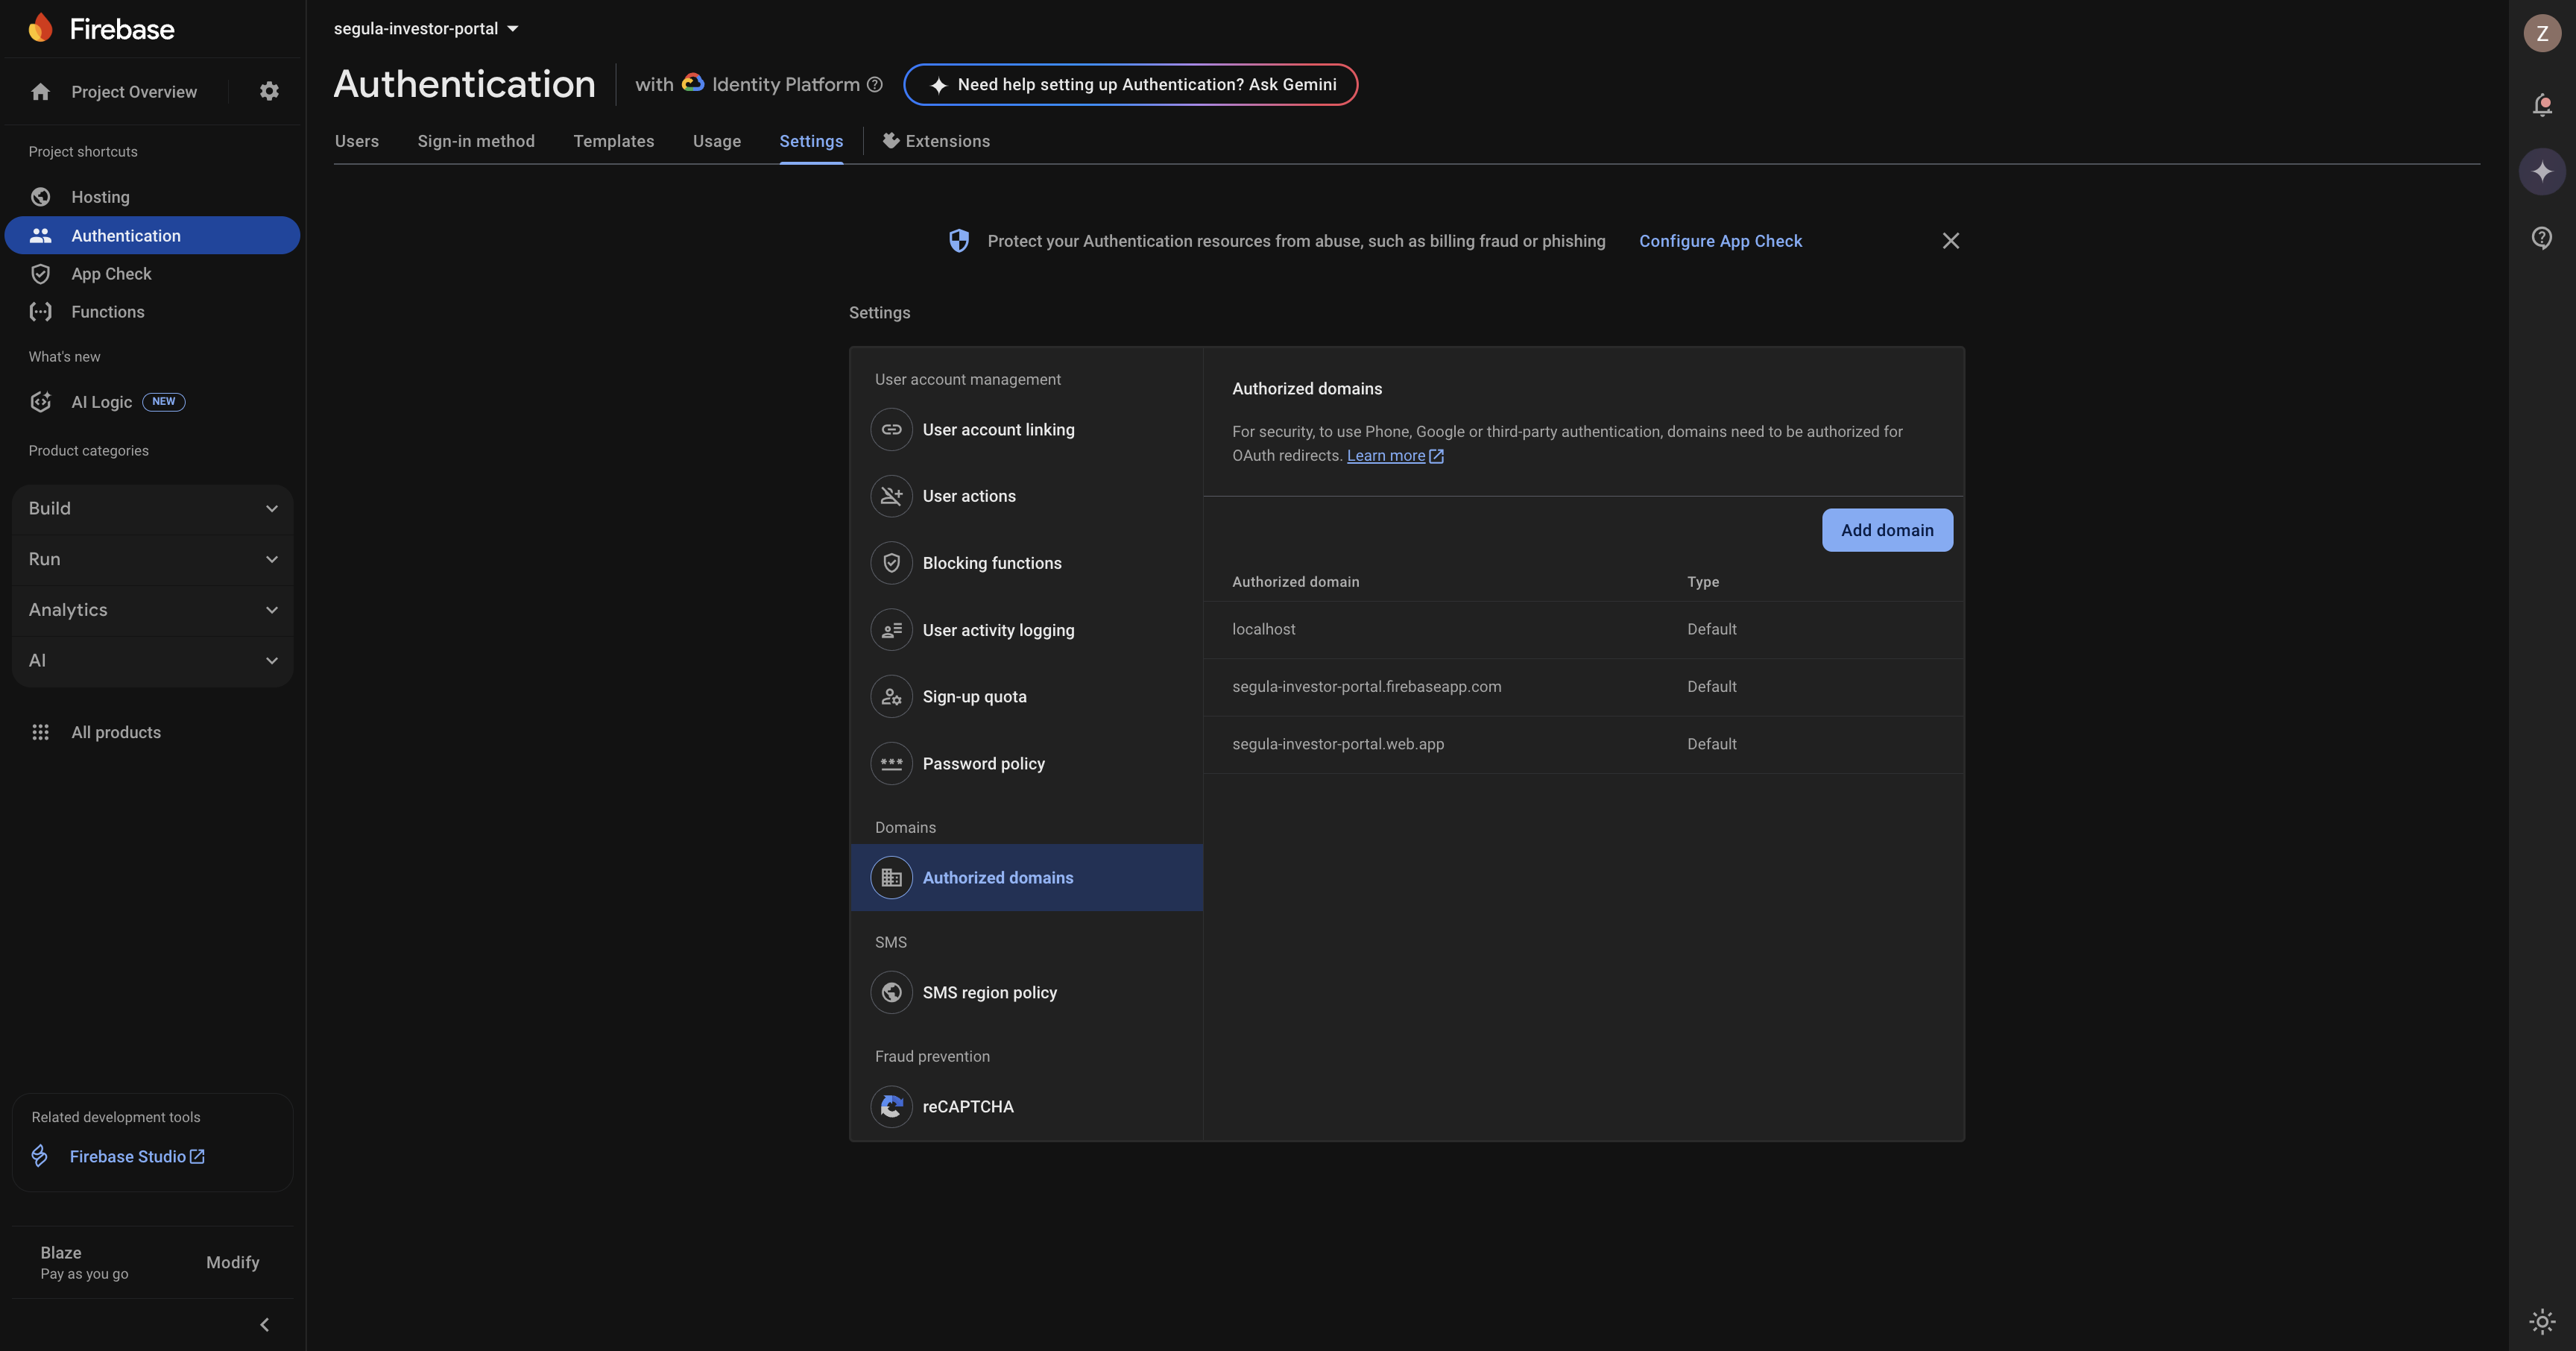 Firebase
Project Overview
Project shortcuts
Hosting
Authentication
App Check
Functions
What's new
AI Logic NEW
Product categories
Build
Run
Analytics
AI
All products
Related development tools
Firebase Studio
Blaze
Pay as you go
Modify
segula-investor-portal
Authentication with Identity Platform
Need help setting up Authentication? Ask Gemini
Users Sign-in method Templates Usage Settings Extensions
Protect your Authentication resources from abuse, such as billing fraud or phishing Configure App Check
Settings
User account management
User account linking
User actions
Blocking functions
User activity logging
Sign-up quota
Password policy
Domains
Authorized domains
SMS
SMS region policy
Fraud prevention
reCAPTCHA
Authorized domains
For security, to use Phone, Google or third-party authentication, domains need to be authorized for
OAuth redirects. Learn more
Add domain
Authorized domain Type
localhost Default
segula-investor-portal.firebaseapp.com Default
segula-investor-portal.web.app Default
Z